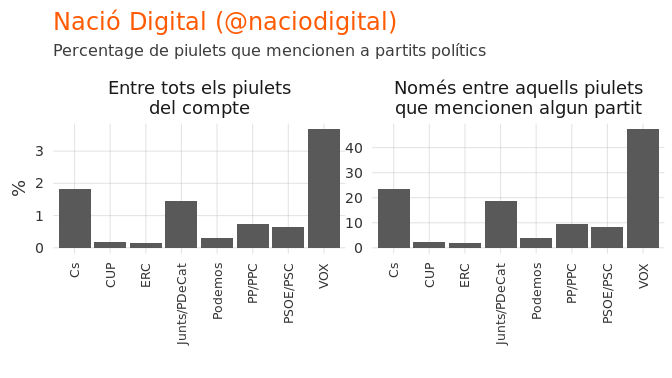 Nació Digital (@naciodigital)
Percentage de piulets que mencionen a partits polítics
Entre tots els piulets
del compte
%
3
2
1
0
Cs
CUP
ERC
Junts/PDeCat
Podemos
PP/PPC
PSOE/PSC
VOX
Només entre aquells piulets
que mencionen algun partit
40
30
20
10
0
Cs
CUP
ERC
Junts/PDeCat
Podemos
PP/PPC
PSOE/PSC
VOX